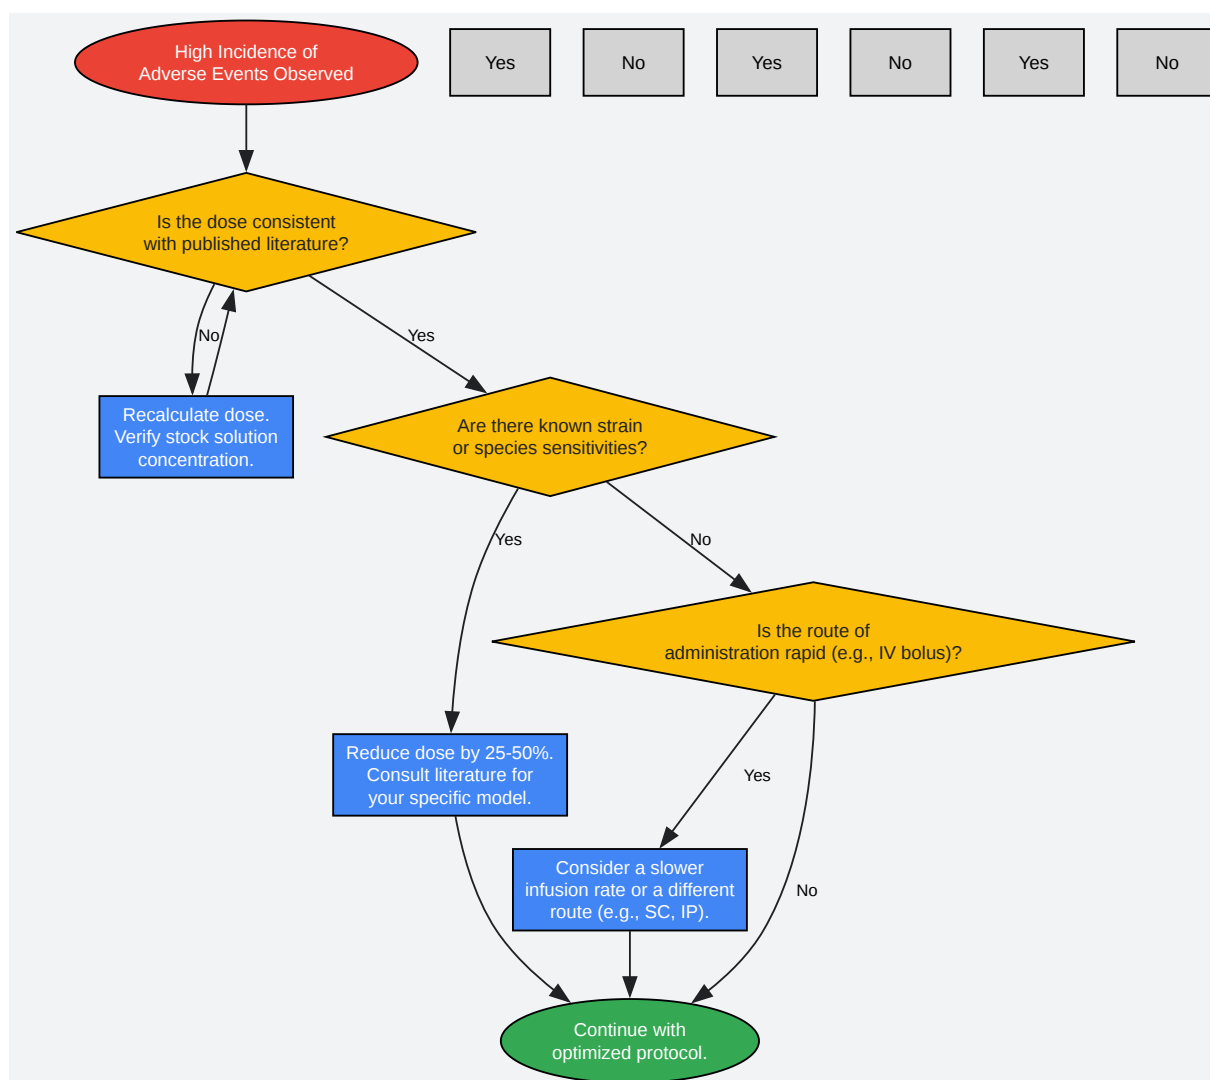 High Incidence of
Adverse Events Observed
Yes
No
Yes
No
Yes
No
Is the dose consistent
with published literature?
No
Yes
Recalculate dose.
Verify stock solution
concentration.
Are there known strain
or species sensitivities?
Yes
No
Is the route of
administration rapid (e.g., IV bolus)?
Reduce dose by 25-50%.
Consult literature for
your specific model.
Yes
Consider a slower
infusion rate or a different
route (e.g., SC, IP).
No
Continue with
optimized protocol.